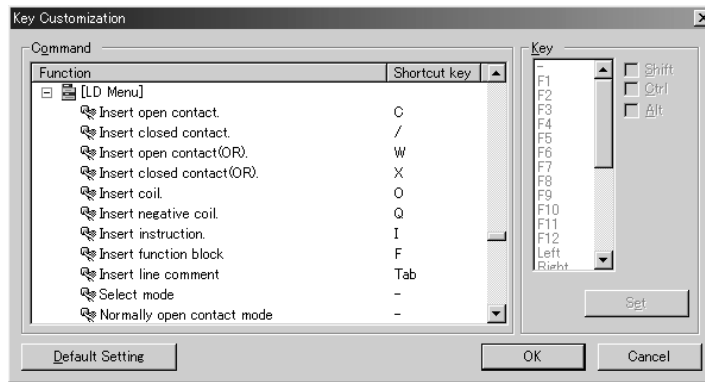 Key Customization
Command
Function Shortcut key
[LD Menu]
Insert open contact. C
Insert closed contact. /
Insert open contact(OR). W
Insert closed contact(OR). X
Insert coil. O
Insert negative coil. Q
Insert instruction. I
Insert function block F
Insert line comment Tab
Select mode -
Normally open contact mode -
Key
-
F1
F2
F3
F4
F5
F6
F7
F8
F9
F10
F11
F12
Left
Right
Shift
Ctrl
Alt
Set
Default Setting
OK
Cancel